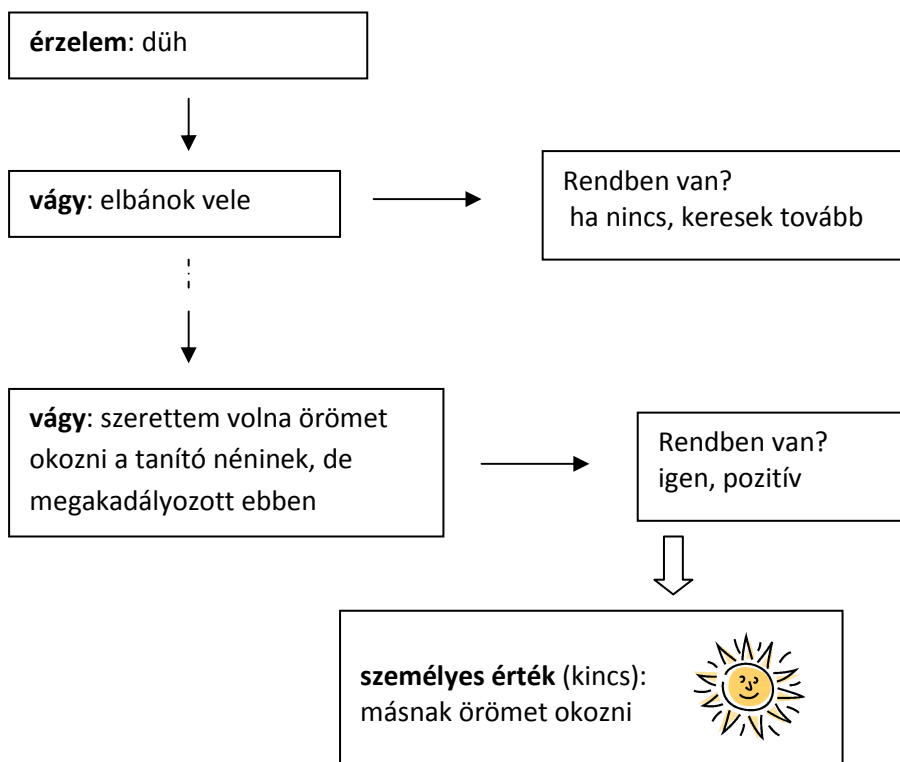 érzelem: düh
vágy: elbánok vele
Rendben van?
ha nincs, keresek tovább
vágy: szerettem volna örömet
okozni a tanító néninek, de
megakadályozott ebben
Rendben van?
igen, pozitív
személyes érték (kincs):
másnak örömet okozni